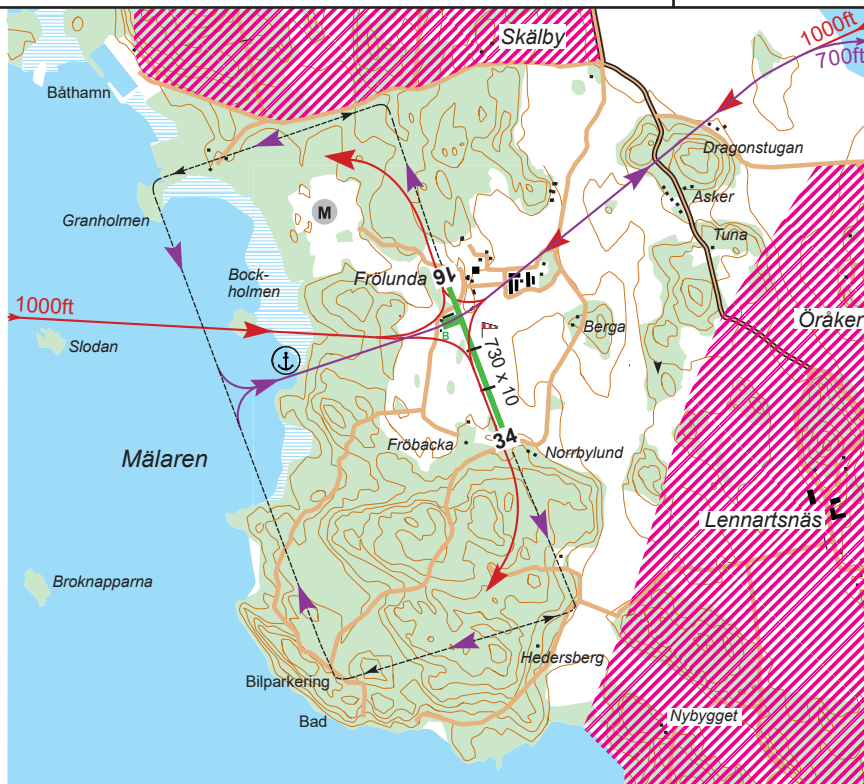 1000ft
700ft
Skälby
Båthamn
Dragonstugan
Asker
Granholmen
M
Tuna
Bock-
holmen
Frölunda
16
1000ft
Öråker
Slodan
B
Berga
730 x 10
34
Fröbacka
Norrbylund
Mälaren
Lennartsnäs
Broknapparna
Hedersberg
Bilparkering
Nybygget
Bad